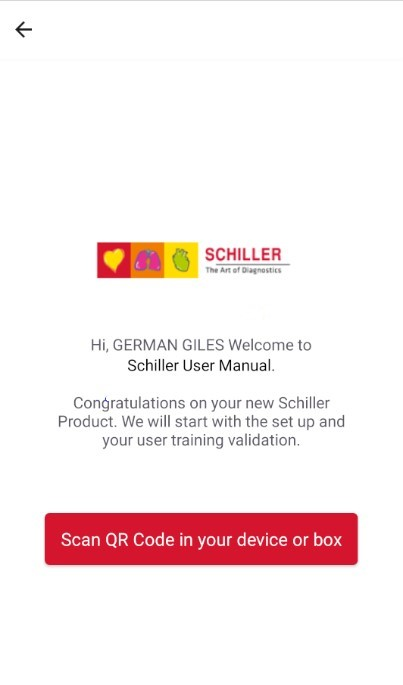 SCHILLER
The Art of Diagnostics
Hi, GERMAN GILES Welcome to
Schiller User Manual.
Congratulations on your new Schiller
Product. We will start with the set up and
your user training validation.
Scan QR Code in your device or box